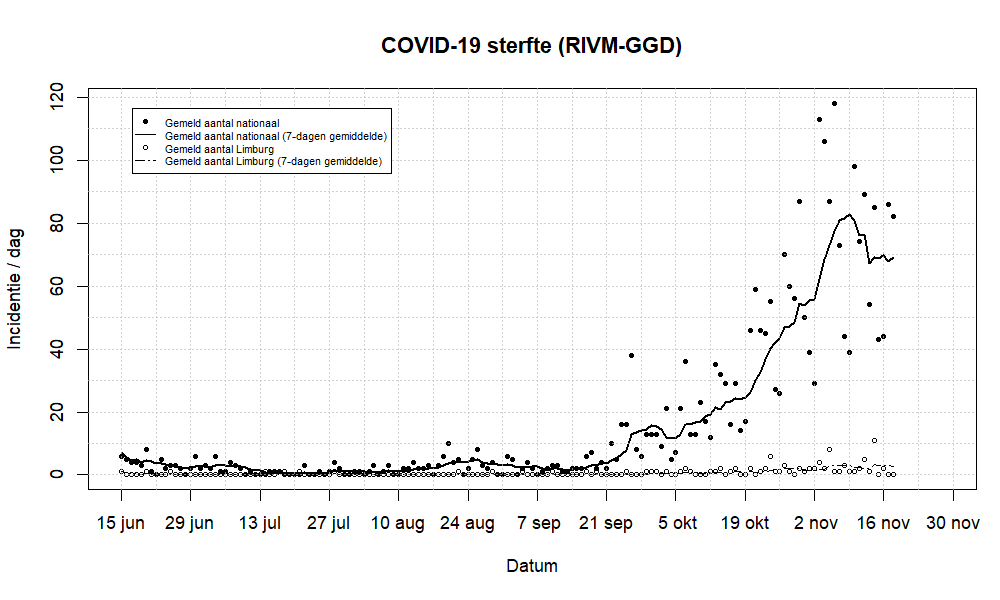 COVID-19 sterfte (RIVM-GGD)
Gemeld aantal nationaal
Gemeld aantal nationaal (7-dagen gemiddelde)
Gemeld aantal Limburg
Gemeld aantal Limburg (7-dagen gemiddelde)
Incidentie / dag
120
100
80
60
40
20
0
15 jun 29 jun 13 jul 27 jul 10 aug 24 aug 7 sep 21 sep 5 okt 19 okt 2 nov 16 nov 30 nov
Datum